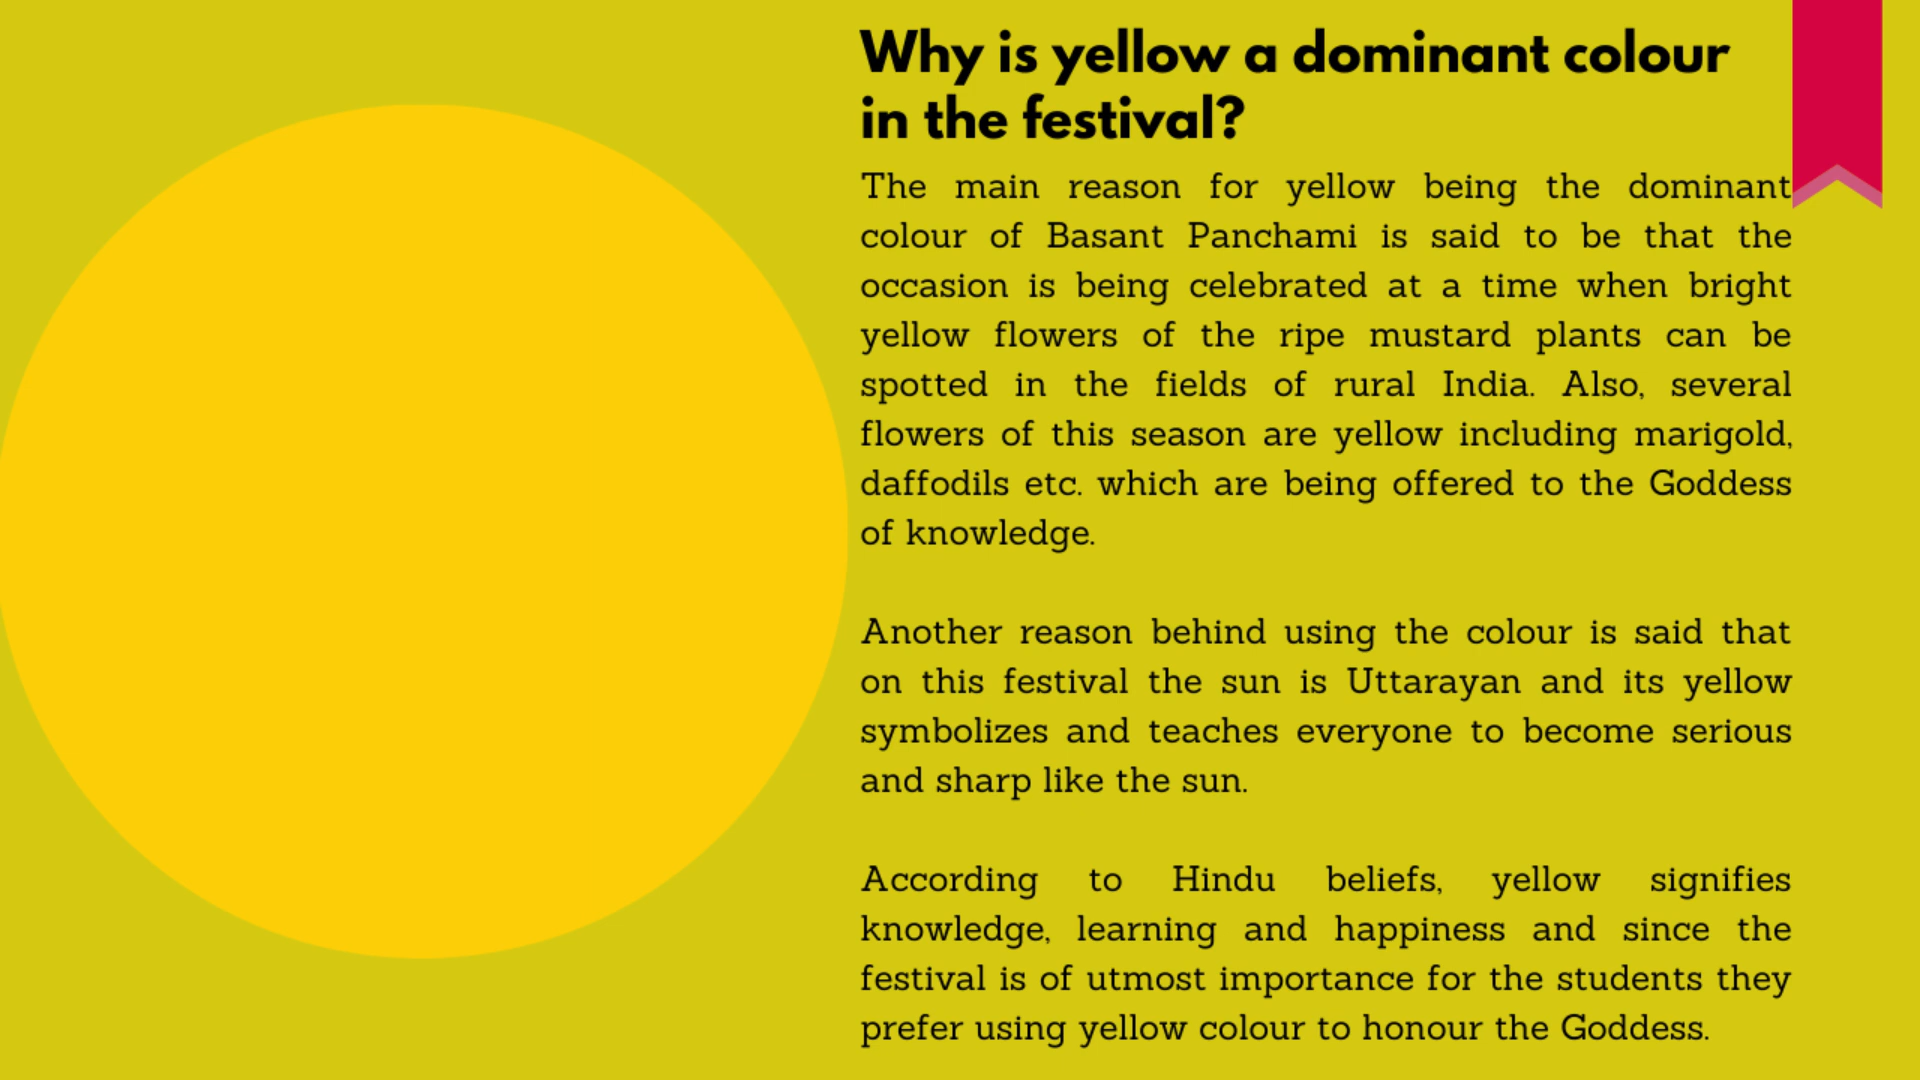 Why is yellow a dominant colour
in the festival?
The main reason for yellow being the dominant
colour of Basant Panchami is said to be that the
occasion is being celebrated at a time when bright
yellow flowers of the ripe mustard plants can be
spotted in the fields of rural India. Also, several
flowers of this season are yellow including marigold,
daffodils etc. which are being offered to the Goddess
of knowledge.
Another reason behind using the colour is said that
on this festival the sun is Uttarayan and its yellow
symbolizes and teaches everyone to become serious
and sharp like the sun.
According to Hindu beliefs, yellow signifies
knowledge, learning and happiness and since the
festival is of utmost importance for the students they
prefer using yellow colour to honour the Goddess.